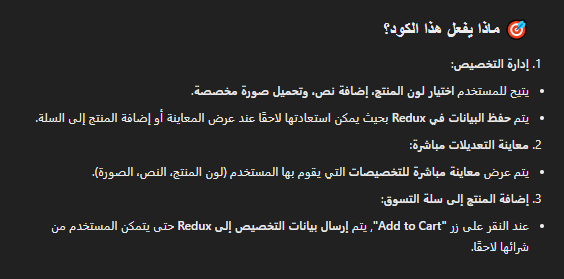 🎯 ماذا يفعل هذا الكود؟
1. إدارة التخصيص:
• يتيح للمستخدم اختيار لون المنتج، إضافة نص، وتحميل صورة مخصصة.
• يتم حفظ البيانات في Redux بحيث يمكن استعادتها لاحقًا عند عرض المعاينة أو إضافة المنتج إلى السلة.
2. معاينة التعديلات مباشرة:
• يتم عرض معاينة مباشرة للتخصيصات التي يقوم بها المستخدم (لون المنتج، النص، الصورة).
3. إضافة المنتج إلى سلة التسوق:
• عند النقر على زر "Add to Cart", يتم إرسال بيانات التخصيص إلى Redux حتى يتمكن المستخدم من
شرائها لاحقًا.